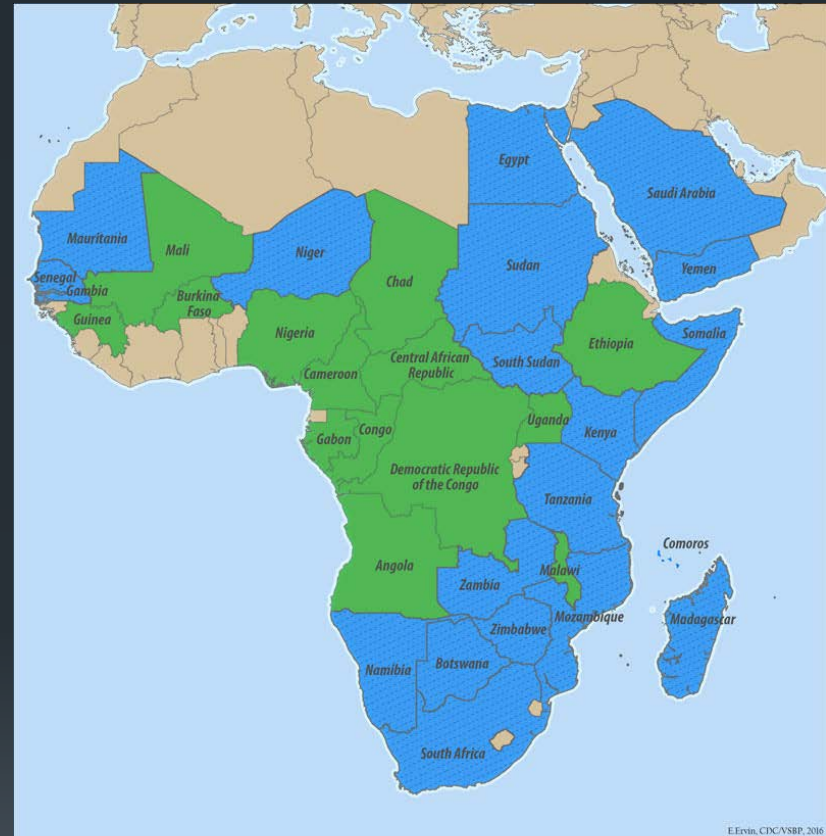 Egypt
Saudi Arabia
Mauritania
Mali
Niger
Sudan
Yemen
Chad
Senegal
Gambia
Burkina
Faso
Guinea
Nigeria
Somalia
Ethiopia
South Sudan
Central African
Republic
Cameroon
Uganda
Kenya
Gabon
Congo
Democratic Republic
of the Congo
Tanzania
Comoros
Angola
Malawi
Zambia
Mozambique
Madagascar
Zimbabwe
Namibia
Botswana
South Africa
E.Ervin, CDC/VSBP, 2016